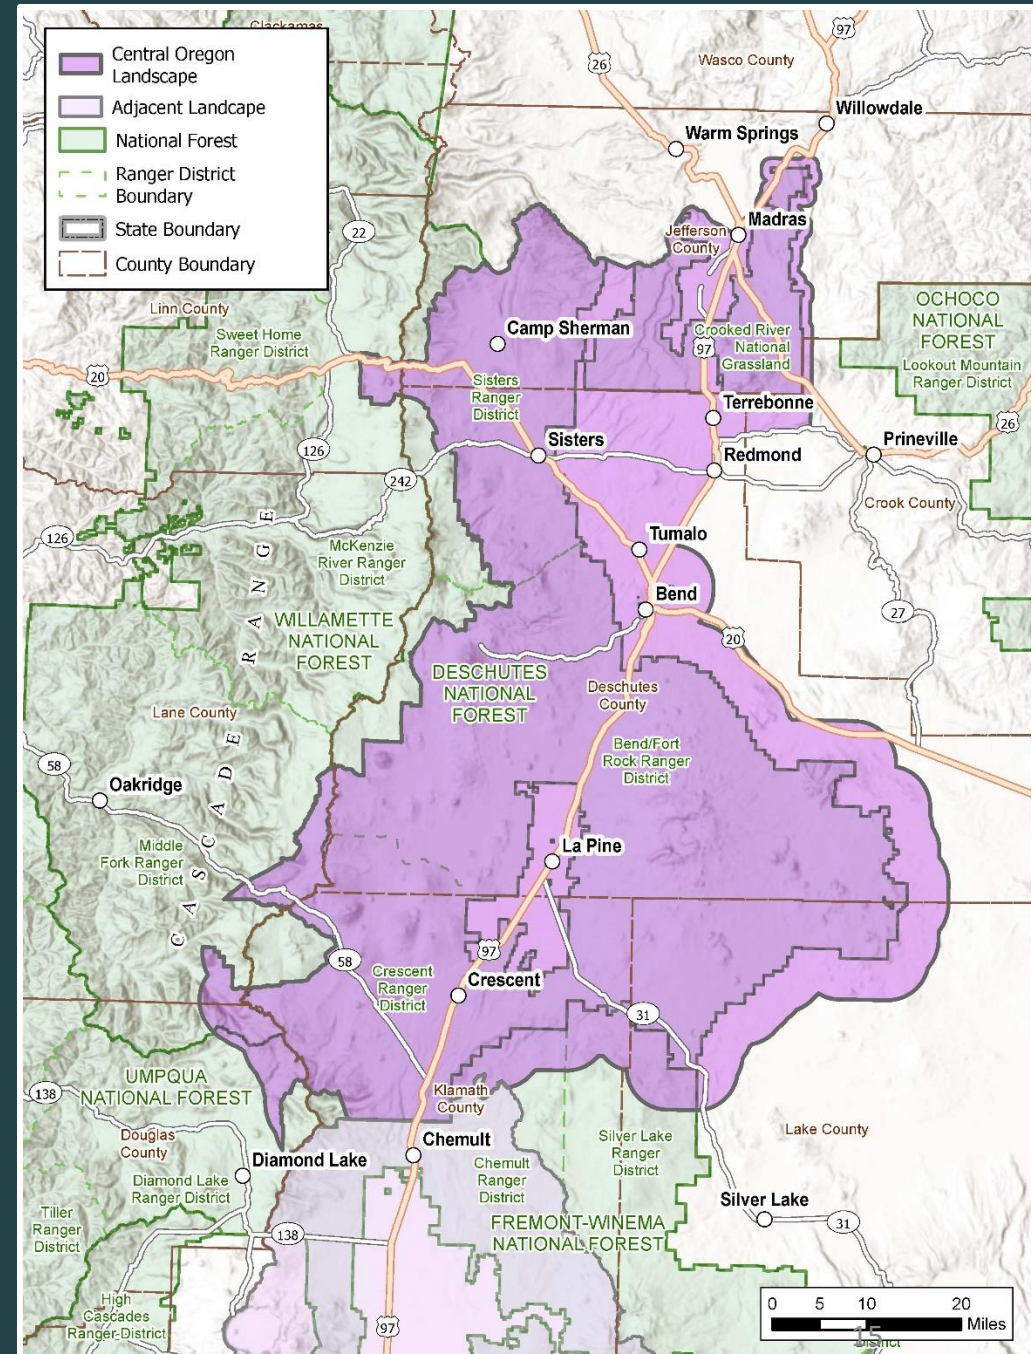 Clackamas
Central Oregon
Landscape
Adjacent Landcape
National Forest
Ranger District
Boundary
State Boundary
County Boundary
97
26
Wasco County
Willowdale
Warm Springs
Madras
Jefferson
County
22
Linn County
Sweet Home
Ranger District
OCHOCO
NATIONAL
FOREST
Lookout Mountain
Ranger District
Camp Sherman
Crooked River
National
Grassland
97
20
Sisters
Ranger
District
Terrebonne
26
Prineville
Sisters
Redmond
126
242
Crook County
126
McKenzie
River Ranger
District
Tumalo
Bend
27
WILLAMETTE
NATIONAL
FOREST
20
DESCHUTES
NATIONAL
FOREST
Deschutes
County
Lane County
Bend/Fort
Rock Ranger
District
58
Oakridge
CASCADE RANGE
Middle
Fork Ranger
District
La Pine
97
58
Crescent
Ranger
District
Crescent
31
UMPQUA
NATIONAL FOREST
138
Klamath
County
Douglas
County
Lake County
Chemult
Silver Lake
Ranger
District
Diamond Lake
Diamond Lake
Ranger District
Chemult
Ranger
District
Silver Lake
31
Tiller
Ranger
District
FREMONT-WINEMA
NATIONAL FOREST
138
High
Cascades
Ranger-District
97
0 5 10 20
Miles
15
District